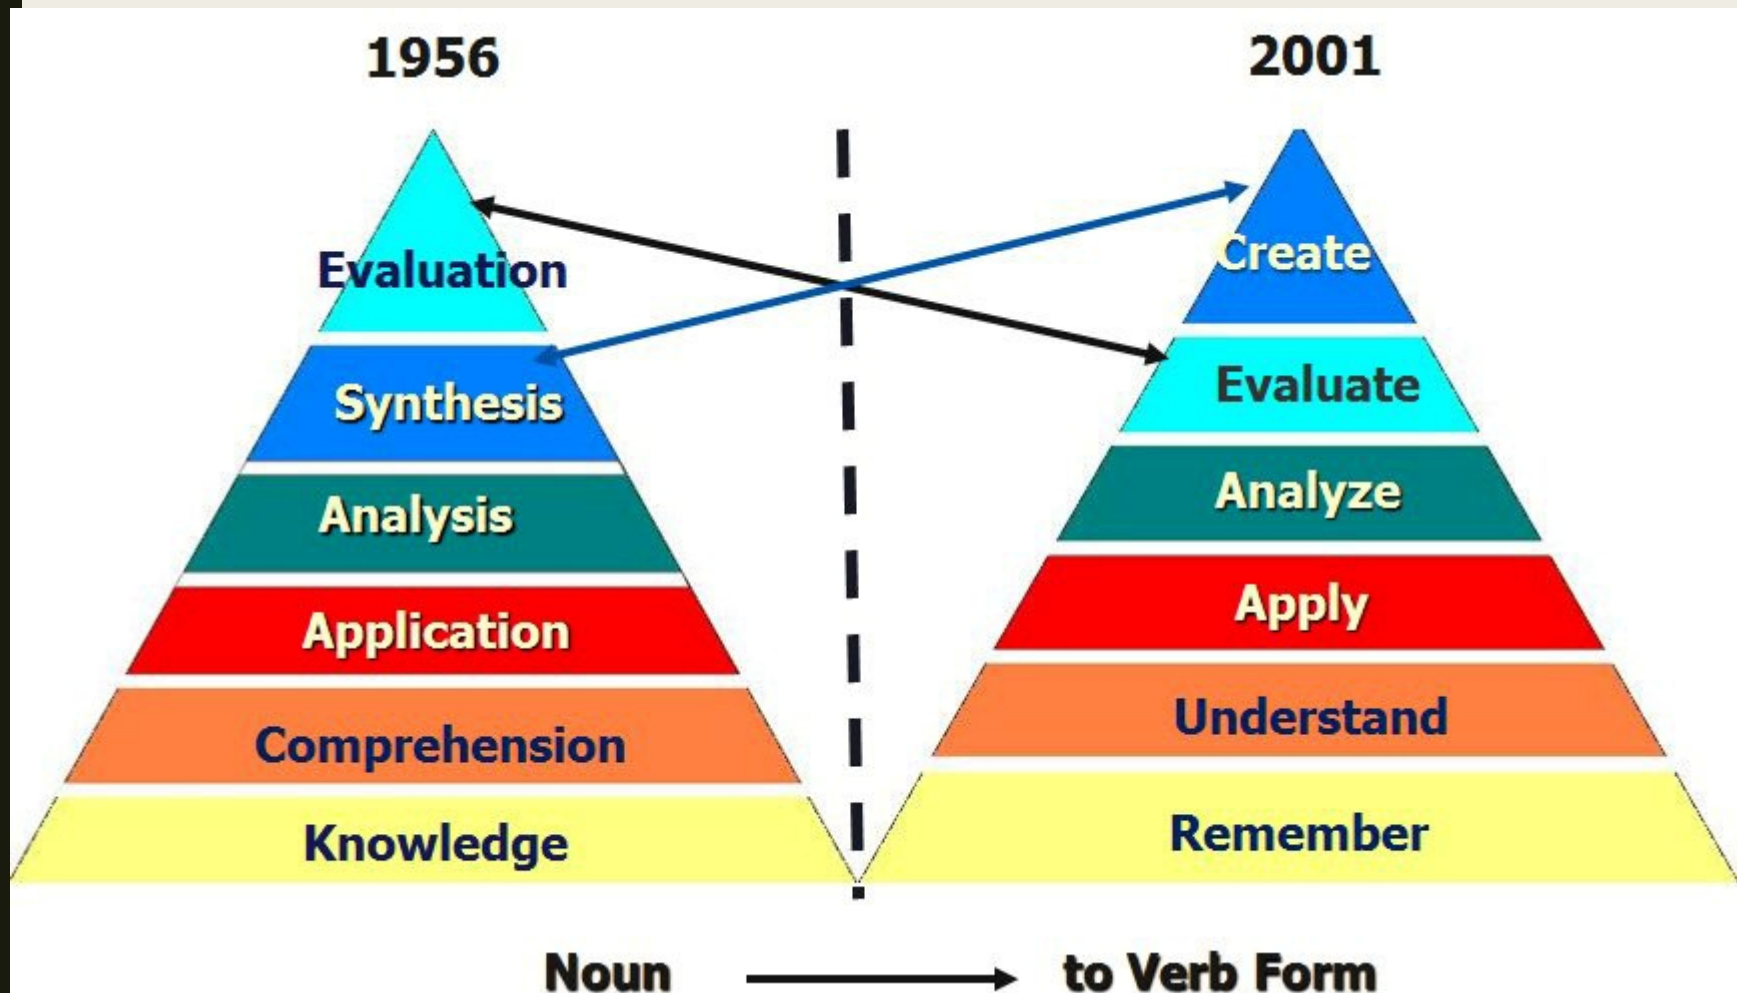 1956
2001
Evaluation
Synthesis
Analysis
Application
Comprehension
Knowledge
Create
Evaluate
Analyze
Apply
Understand
Remember
Noun to Verb Form